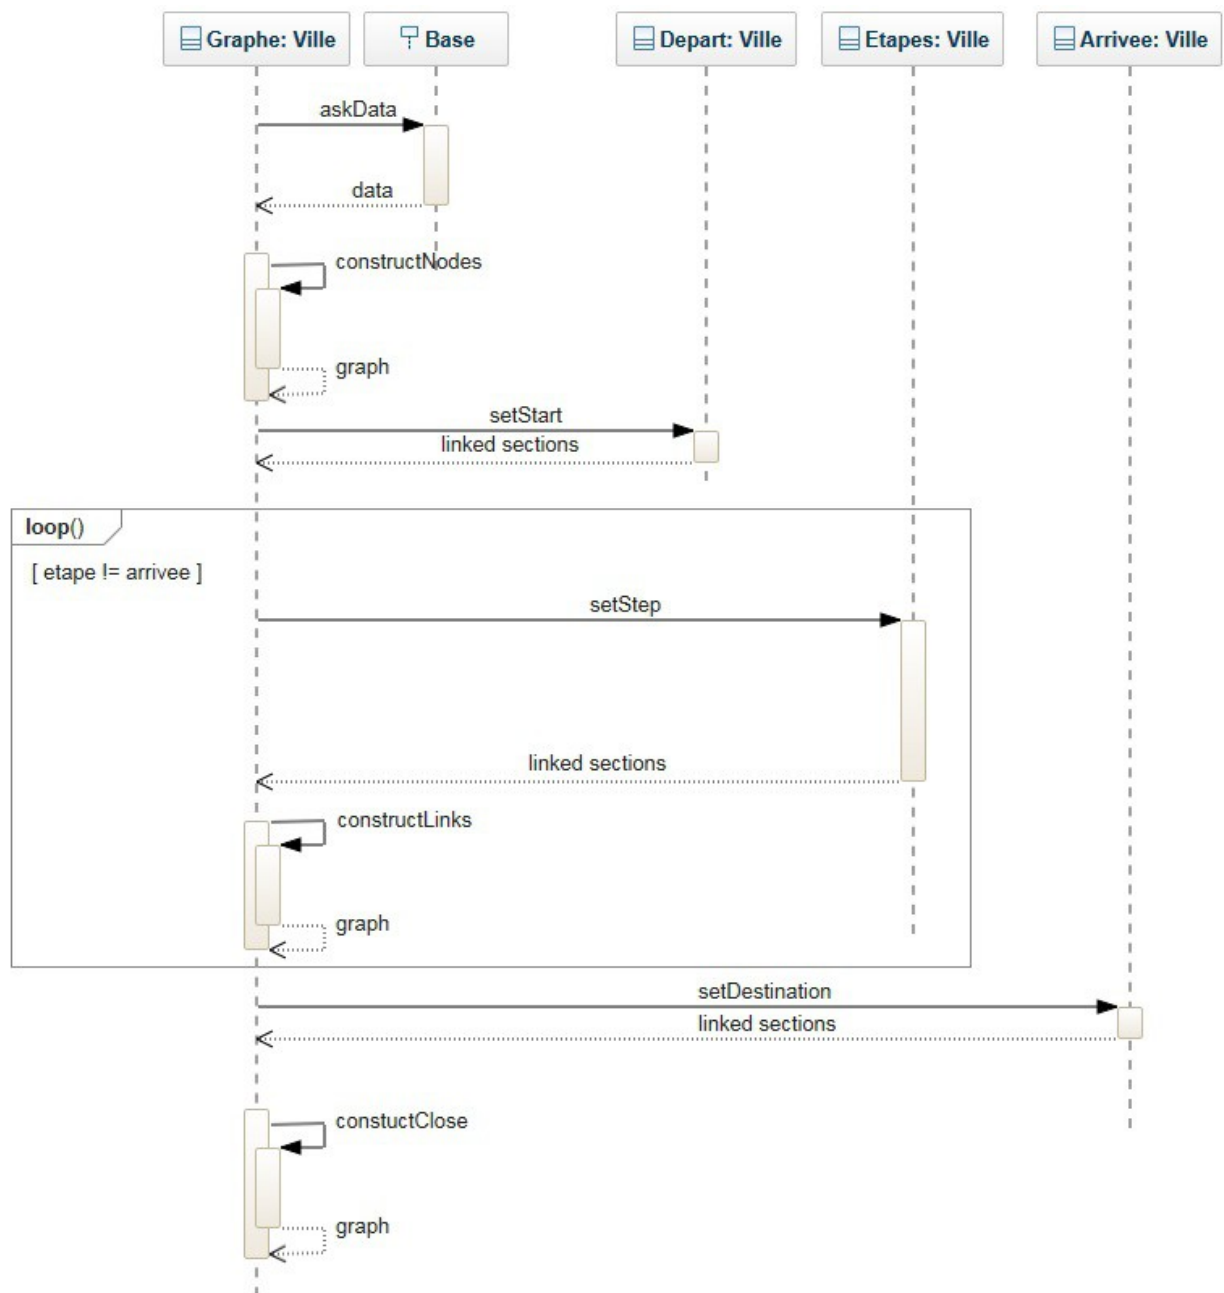 Graphe: Ville
Base
Depart: Ville
Etapes: Ville
Arrivee: Ville
askData
data
constructNodes
graph
setStart
linked sections
loop()
[ etape != arrivee ]
setStep
linked sections
constructLinks
graph
setDestination
linked sections
constuctClose
graph